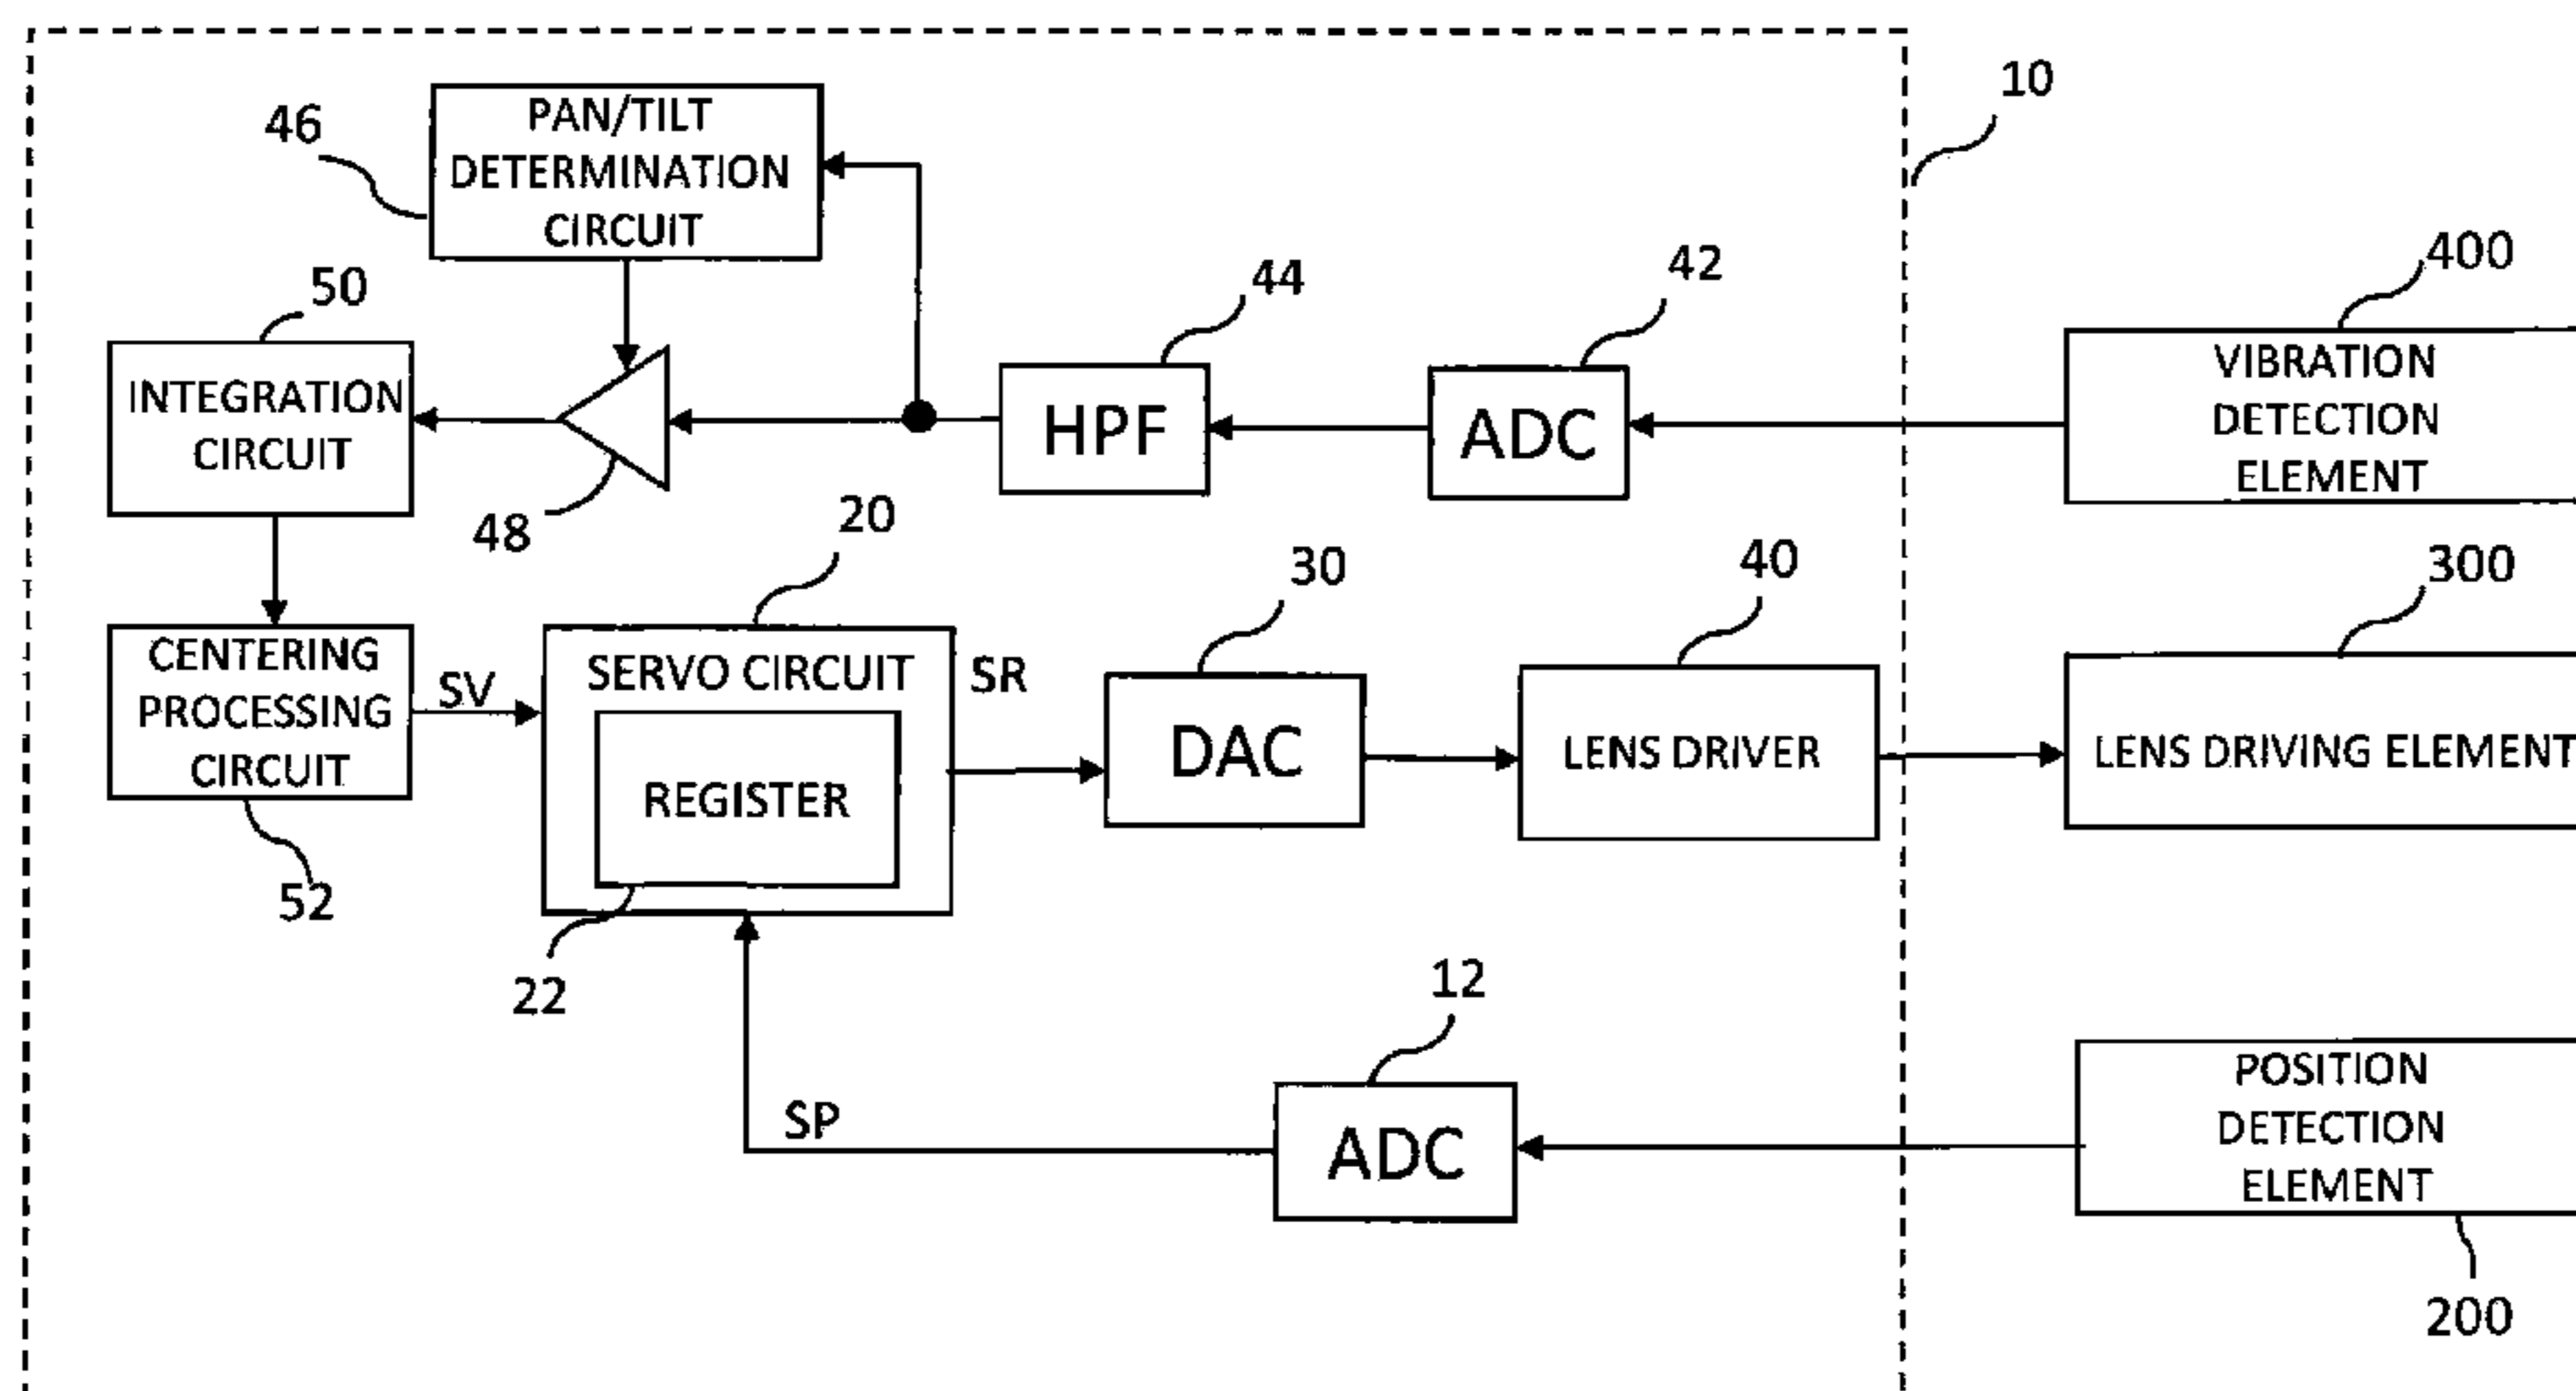 10
46
PAN/TILT
DETERMINATION
CIRCUIT
50
44
42
400
INTEGRATION
CIRCUIT
48
HPF
ADC
VIBRATION
DETECTION
ELEMENT
20
30
40
300
CENTERING
PROCESSING
CIRCUIT
52
SV
SERVO CIRCUIT
REGISTER
22
SR
DAC
LENS DRIVER
LENS DRIVING ELEMENT
12
SP
ADC
POSITION
DETECTION
ELEMENT
200